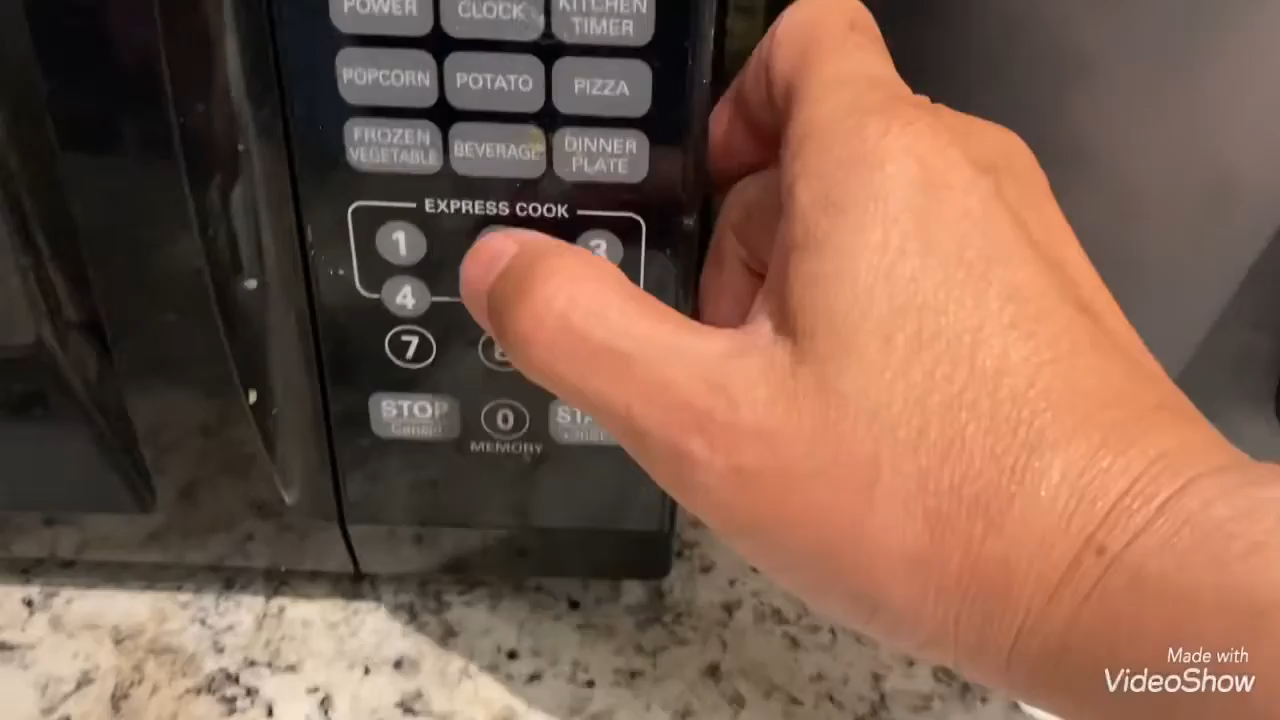 POWER
CLOCK
KITCHEN
TIMER
POPCORN
POTATO
PIZZA
FROZEN
VEGETABLE
BEVERAGE
DINNER
PLATE
EXPRESS COOK
1
3
4
7
STOP
Cancel
0
MEMORY
Made with
VideoShow